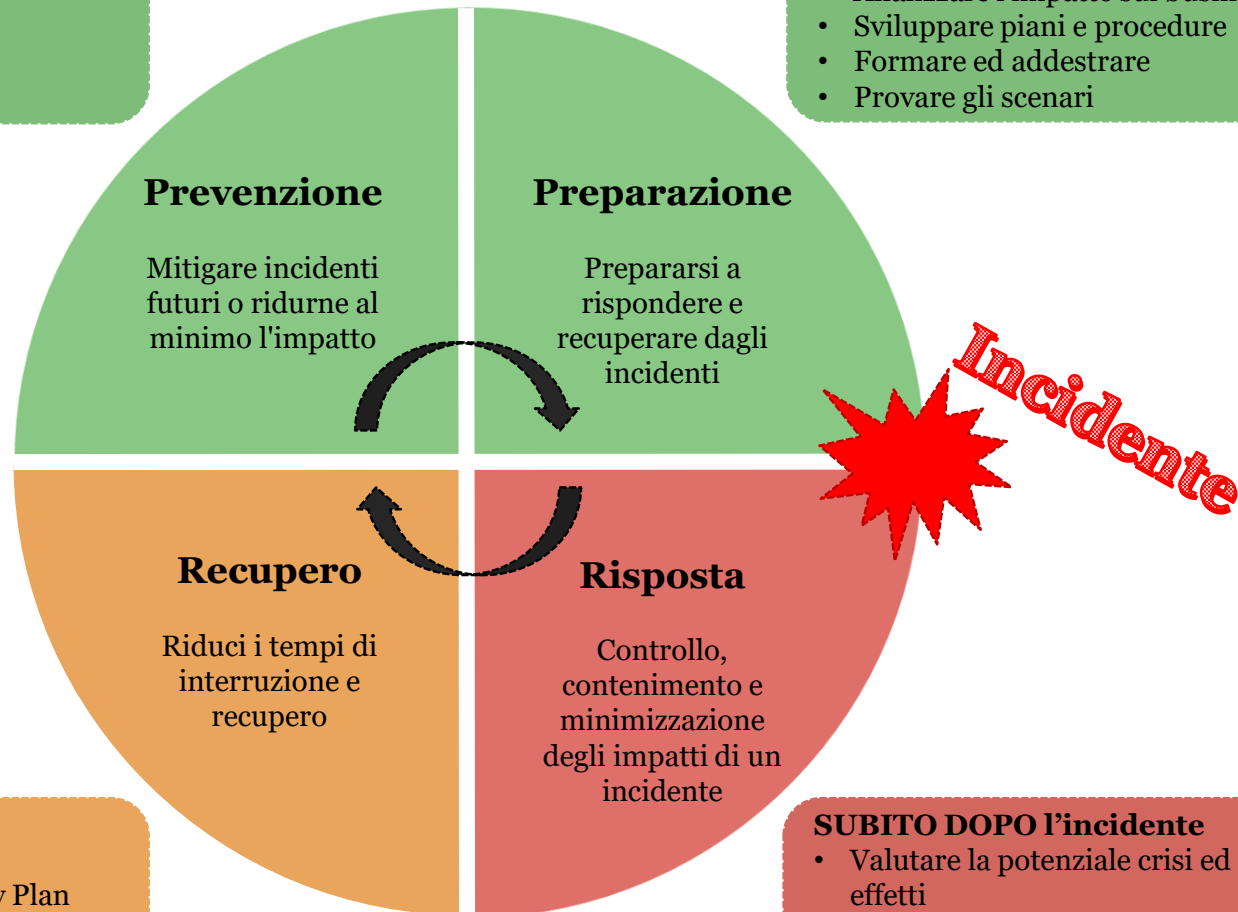 • Sviluppare piani e procedure
• Formare ed addestrare
• Provare gli scenari
Prevenzione
Mitigare incidenti
futuri o ridurne al
minimo l'impatto
Preparazione
Prepararsi a
rispondere e
recuperare dagli
incidenti
Incidente
Recupero
Riduci i tempi di
interruzione e
recupero
Risposta
Controllo,
contenimento e
minimizzazione
degli impatti di un
incidente
Plan
SUBITO DOPO l’incidente
• Valutare la potenziale crisi ed
effetti